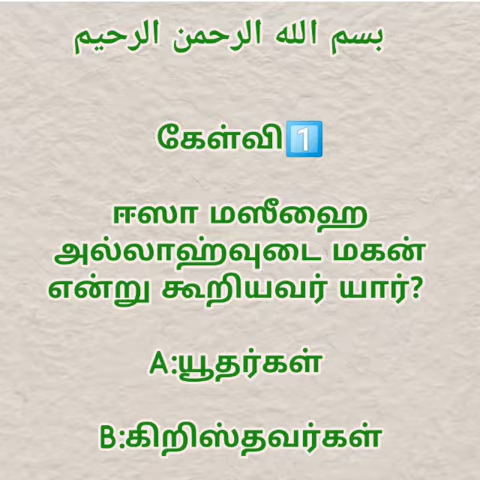 بسم الله الرحمن الرحيم
கேள்வி1️⃣
ஈஸா மஸீஹை
அல்லாஹ்வுடை மகன்
என்று கூறியவர் யார்?
A:யூதர்கள்
B:கிறிஸ்தவர்கள்